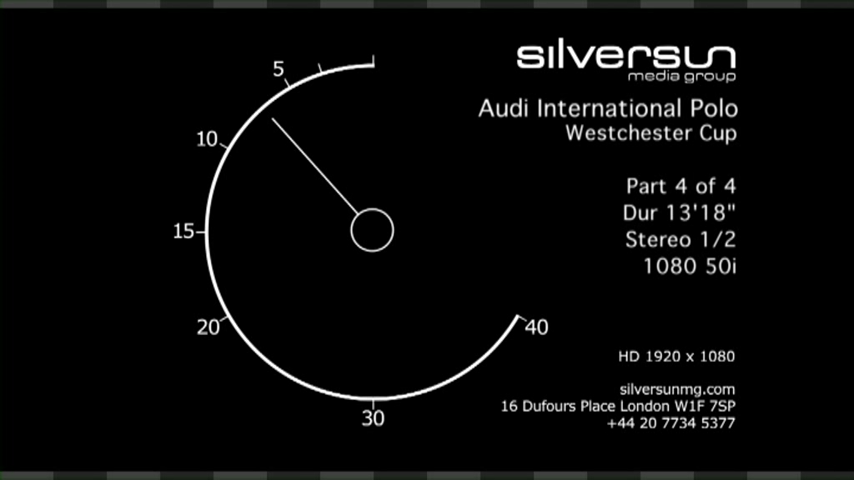 silversun
media group
Audi International Polo
Westchester Cup
Part 4 of 4
Dur 13'18"
Stereo 1/2
1080 50i
HD 1920 x 1080
silversunmg.com
16 Dufours Place London W1F 7SP
+44 20 7734 5377
5
10
15
20
30
40